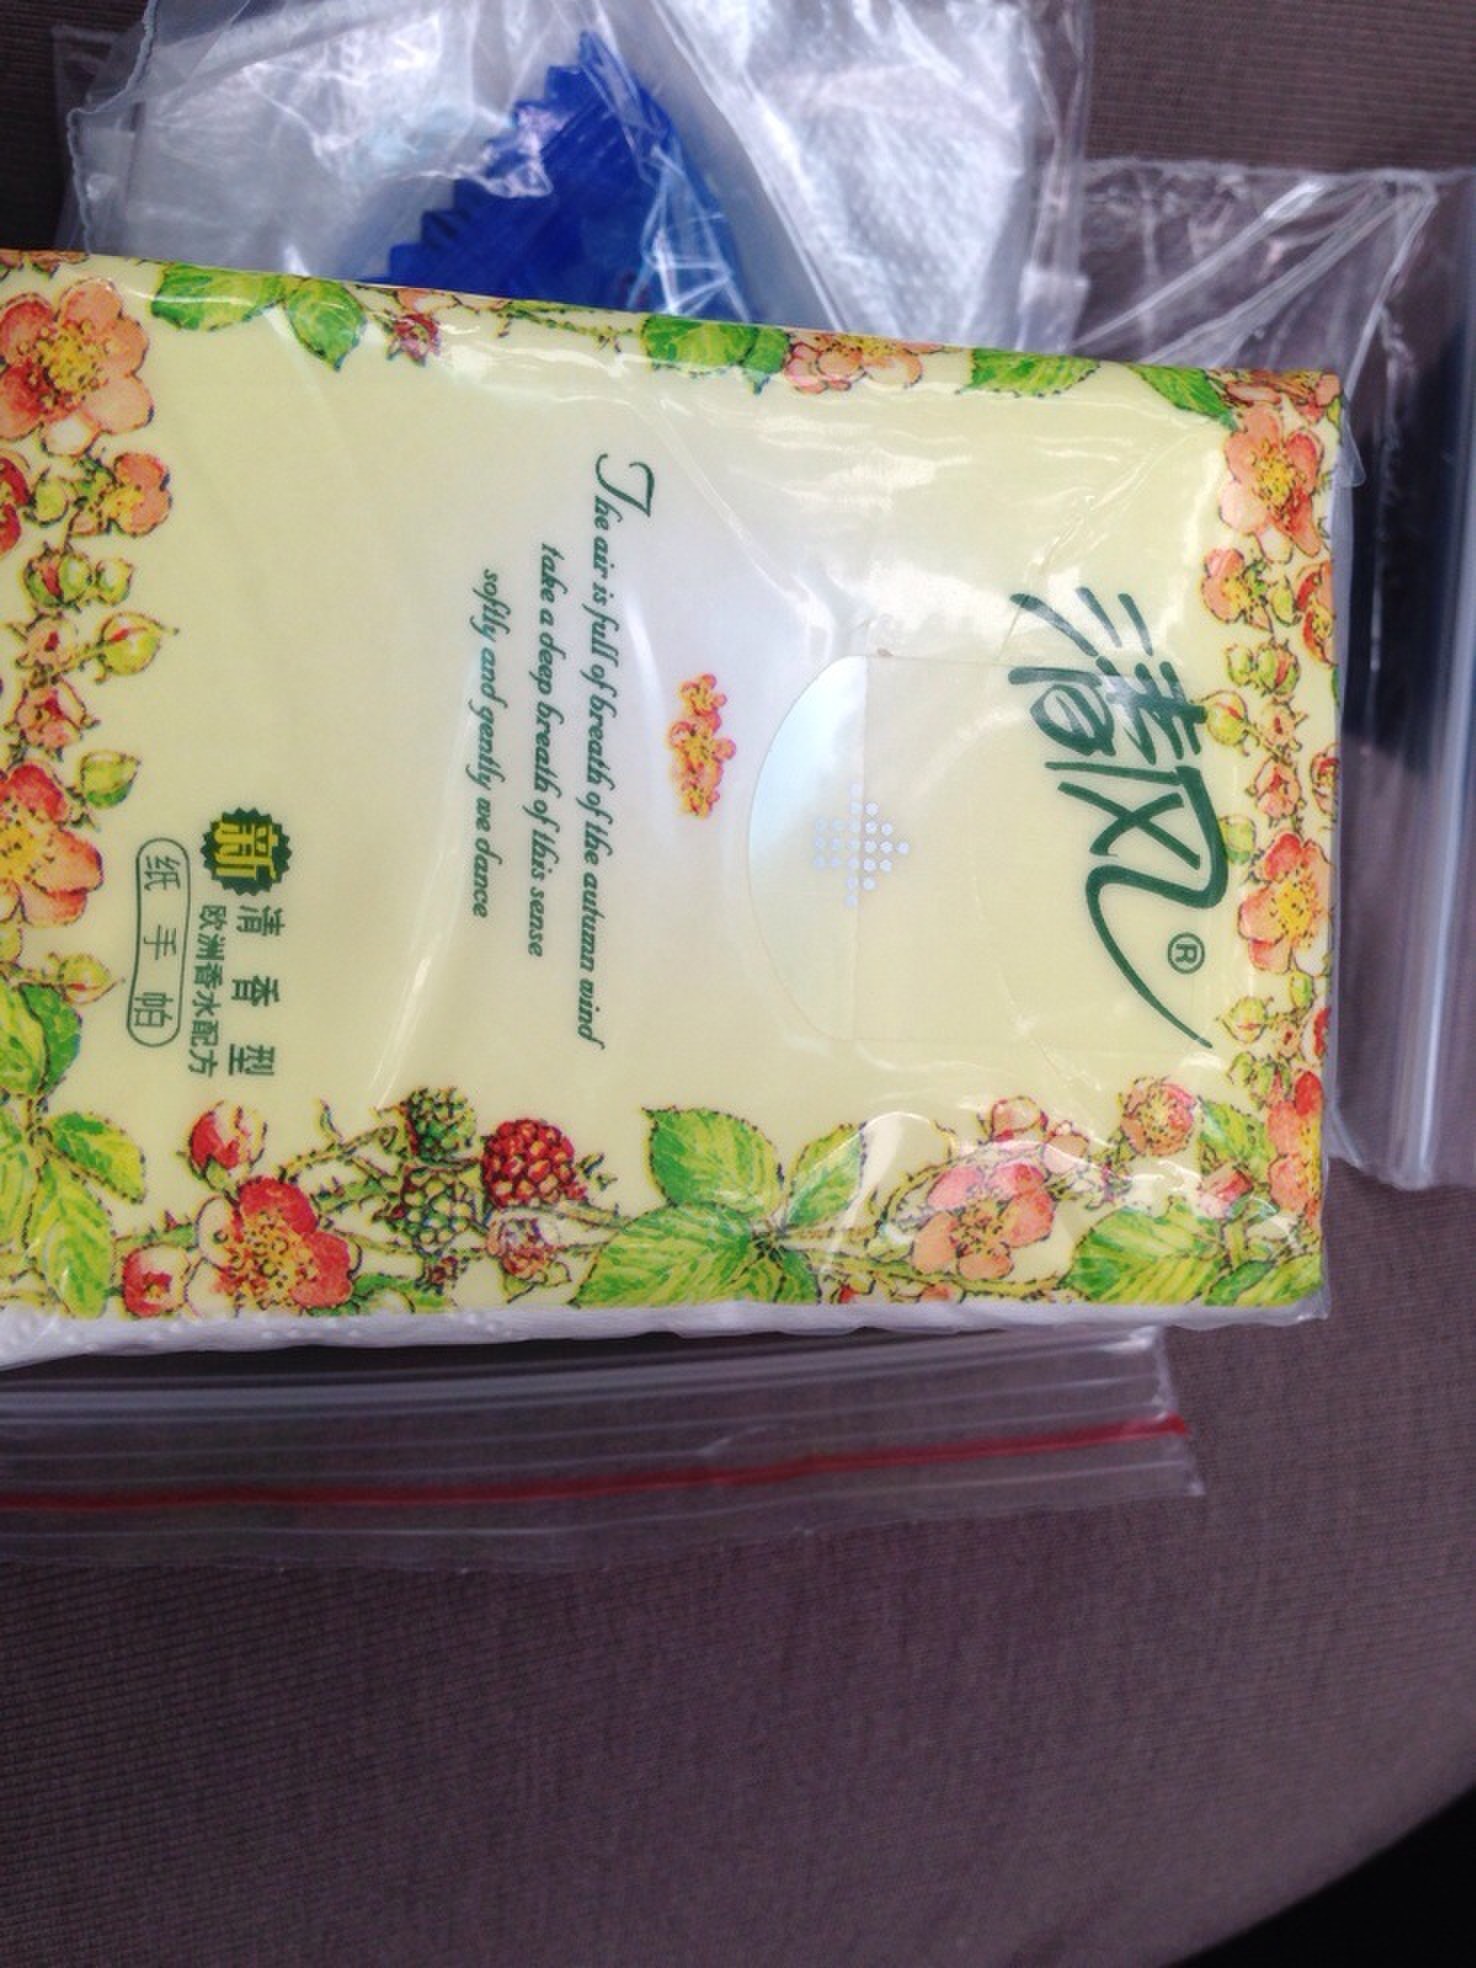 清风®
The air is full of breath of the autumn wind
take a deep breath of this sense
softly and gently we dance
新 清香型
欧洲香水配方
纸手帕